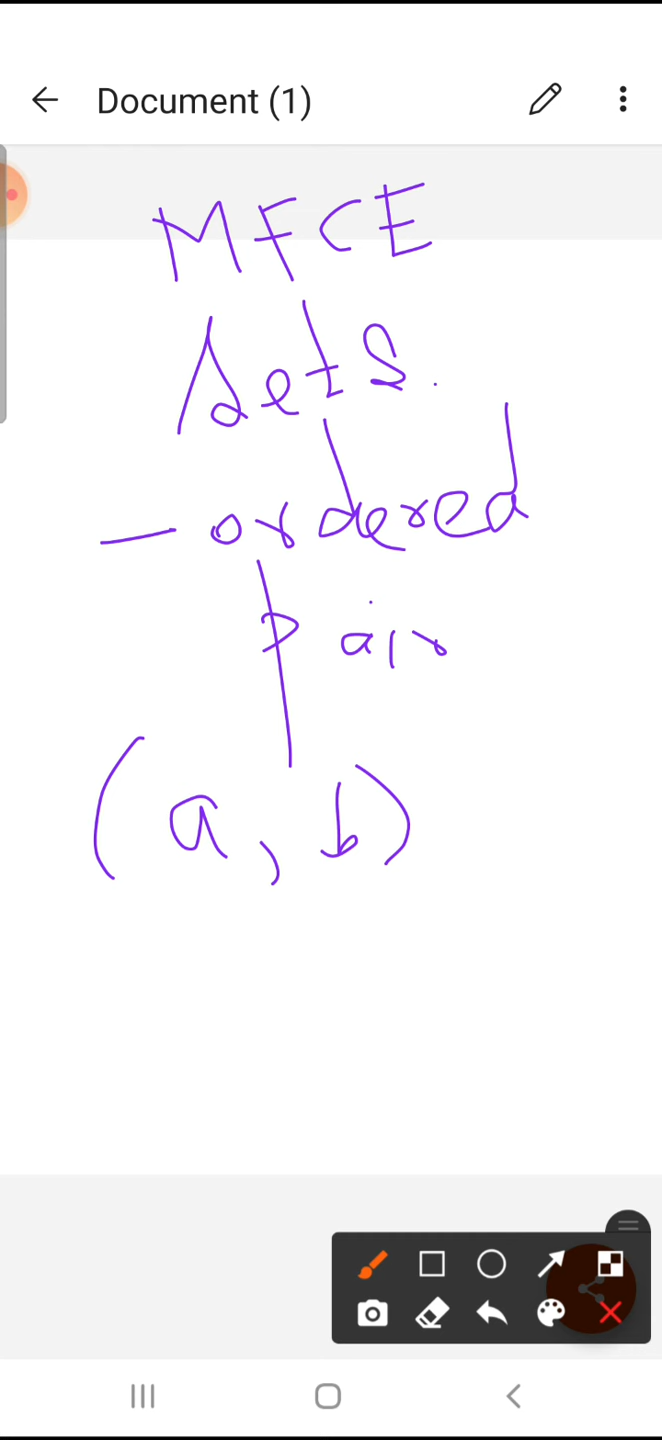 Document (1)
MFCE
Sets.
- ordered
pair
(a, b)